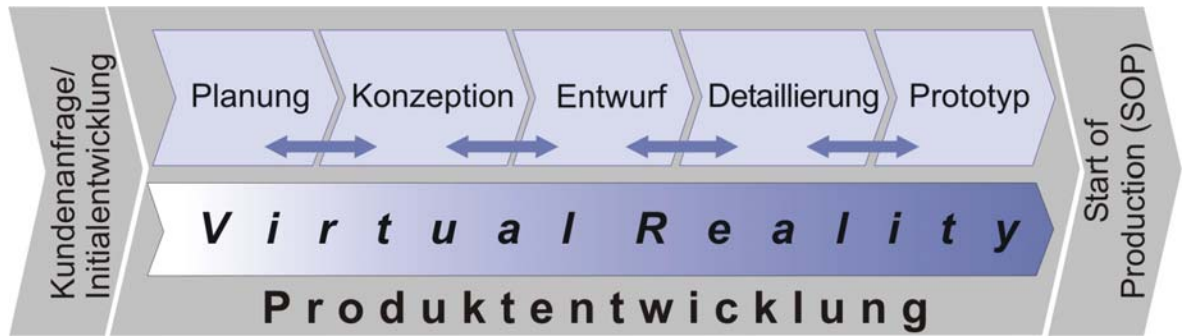 Kundenanfrage/
Initialentwicklung
Planung
Konzeption
Entwurf
Detaillierung
Prototyp
Virtual Reality
Produktentwicklung
Start of
Production (SOP)